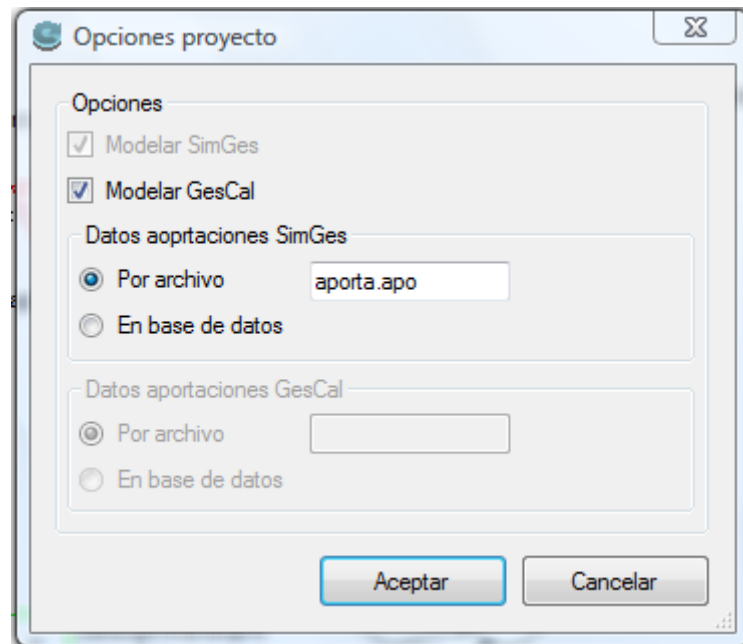 Opciones proyecto
Opciones
Modelar SimGes
Modelar GesCal
Datos aoprtaciones SimGes
Por archivo aporta.apo
En base de datos
Datos aportaciones GesCal
Por archivo
En base de datos
Aceptar Cancelar